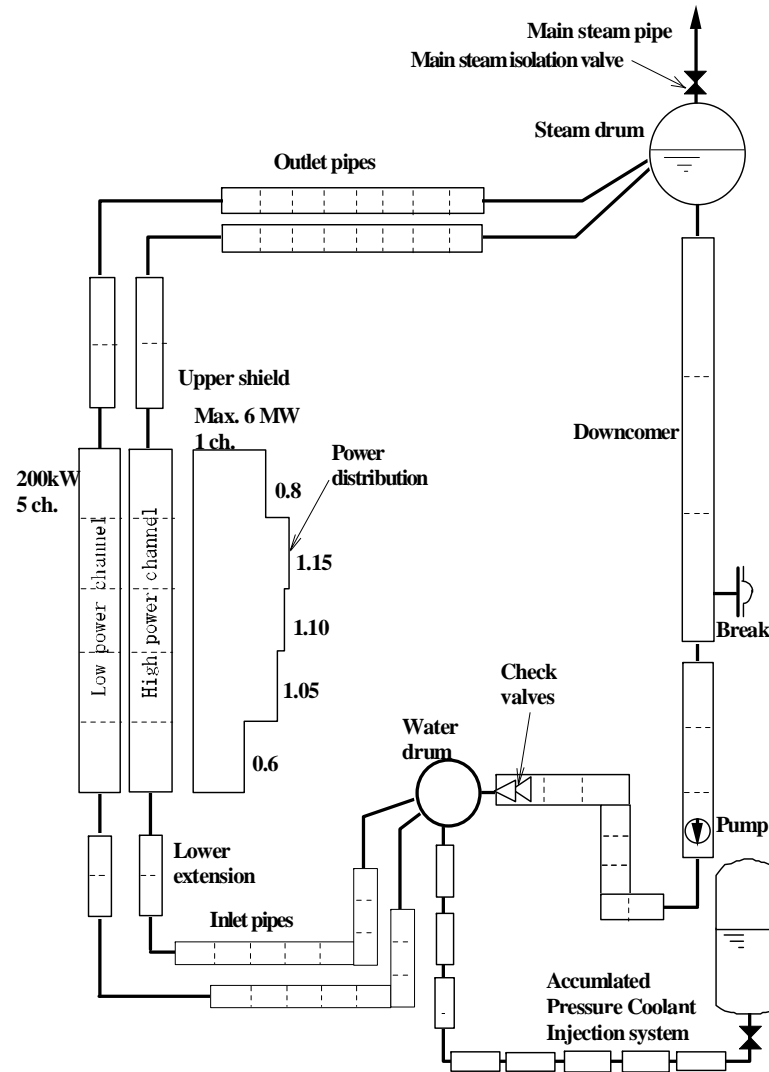 Main steam pipe
Main steam isolation valve
Steam drum
Outlet pipes
Upper shield
Max. 6 MW
1 ch.
Power
distribution
Downcomer
200kW
5 ch.
0.8
Low power channel
High power channel
1.15
1.10
Break
1.05
Check
valves
Water
drum
0.6
Pump
Lower
extension
Inlet pipes
Accumlated
Pressure Coolant
Injection system